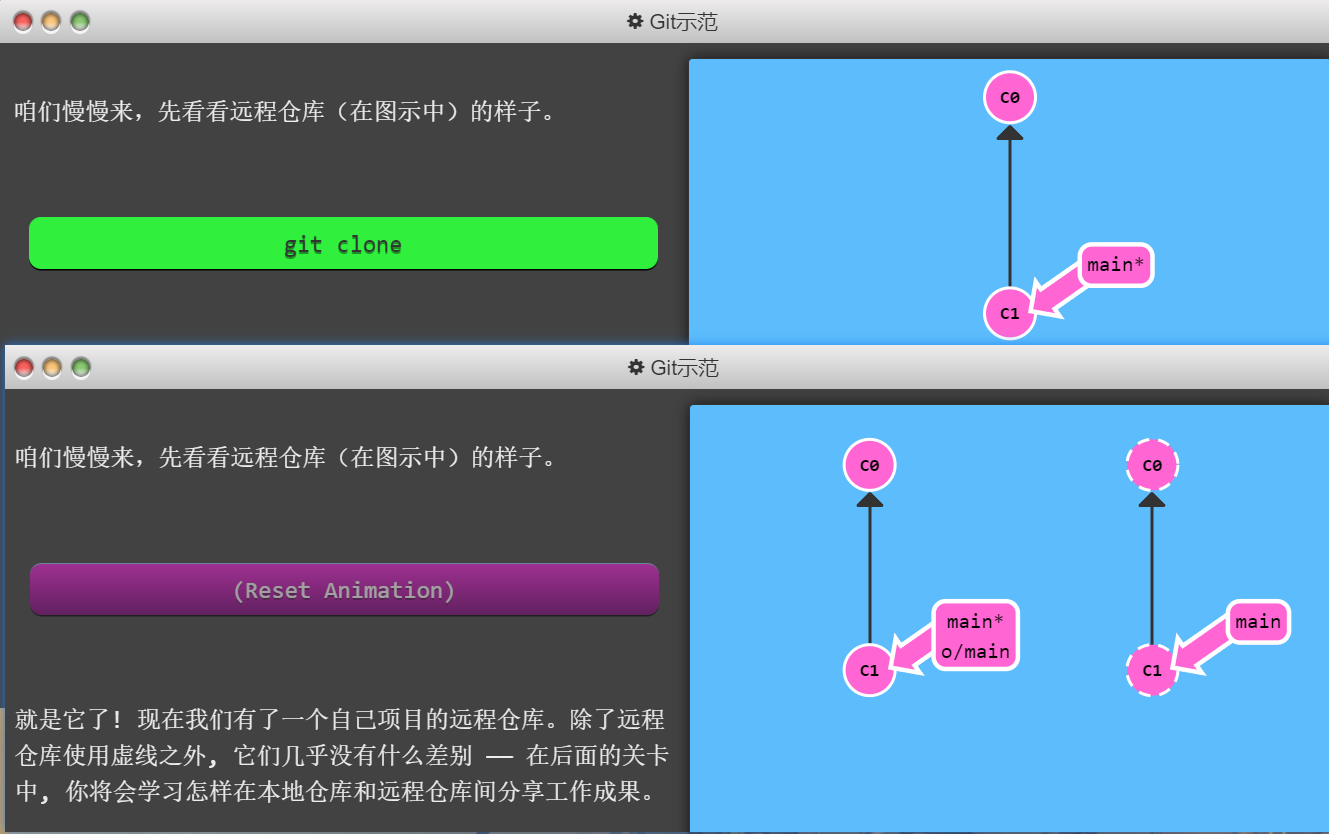 Git示范
咱们慢慢来，先看看远程仓库（在图示中）的样子。
git clone
C0
main*
C1
Git示范
咱们慢慢来，先看看远程仓库（在图示中）的样子。
(Reset Animation)
就是它了! 现在我们有了一个自己项目的远程仓库。除了远程
仓库使用虚线之外, 它们几乎没有什么差别 —— 在后面的关卡
中, 你将会学习怎样在本地仓库和远程仓库间分享工作成果。
C0
main*
o/main
C1
C0
main
C1